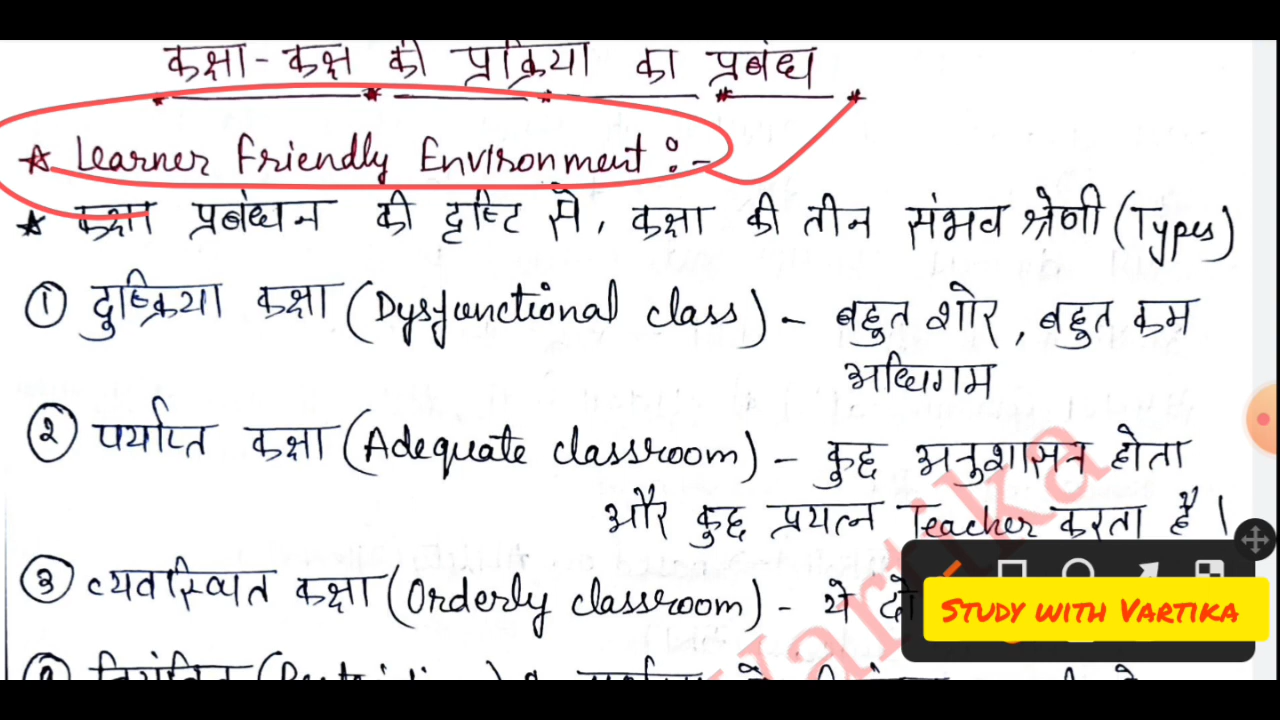 कक्षा-कक्ष की प्रक्रिया का प्रबंध
* Learner Friendly Environment :-
* कक्षा प्रबंधन की दृष्टि से, कक्षा की तीन संभव श्रेणी (Types)
① दुष्क्रिया कक्षा (Dysfunctional class) - बहुत शोर, बहुत कम
अधिगम
② पर्याप्त कक्षा (Adequate classroom) - कुछ अनुशासन होता
और कुछ प्रयत्न Teacher करता है।
③ व्यवस्थित कक्षा (Orderly classroom) - ये दो
STUDY WITH VARTIKA
Vartika